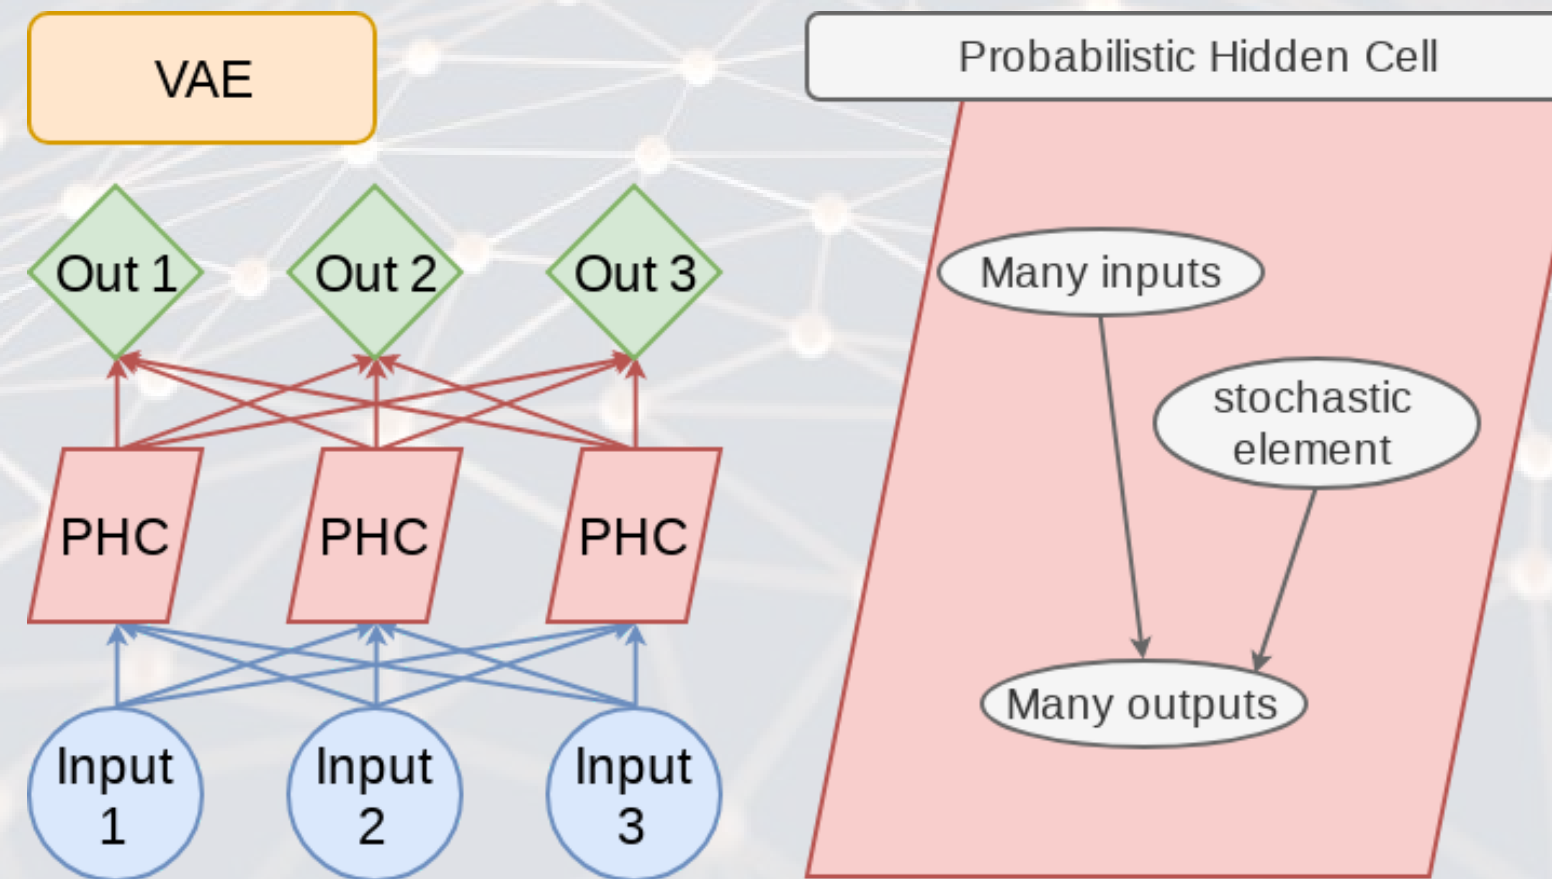 VAE
Out 1
Out 2
Out 3
PHC
PHC
PHC
Input
1
Input
2
Input
3
Probabilistic Hidden Cell
Many inputs
stochastic
element
Many outputs